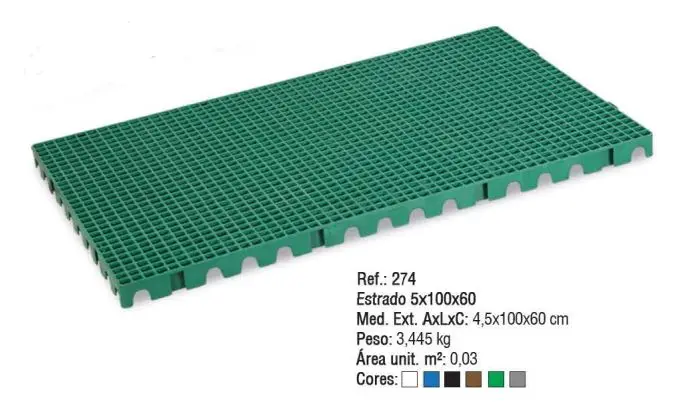 Ref.: 274
Estrado 5x100x60
Med. Ext. AxLxC: 4,5x100x60 cm
Peso: 3,445 kg
Área unit. m²: 0,03
Cores: